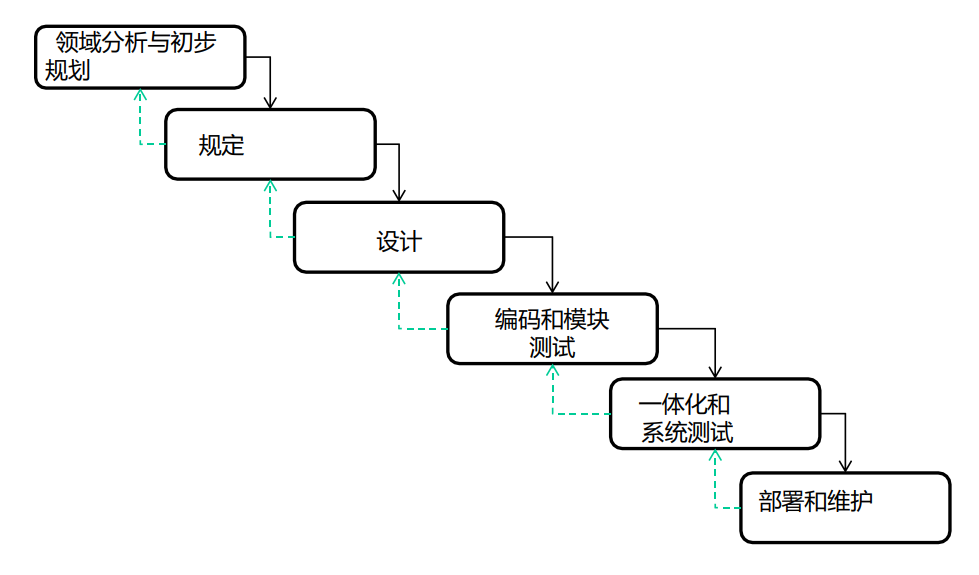 领域分析与初步
规划
规定
设计
编码和模块
测试
一体化和
系统测试
部署和维护